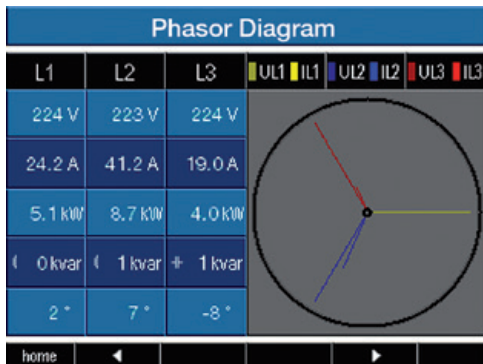 Phasor Diagram
L1 L2 L3 UL1 IL1 UL2 IL2 UL3 IL3
224 V 223 V 224 V
24.2 A 41.2 A 19.0 A
5.1 kW 8.7 kW 4.0 kW
0 kvar 1 kvar 1 kvar
2 ° 7 ° -8 °
home